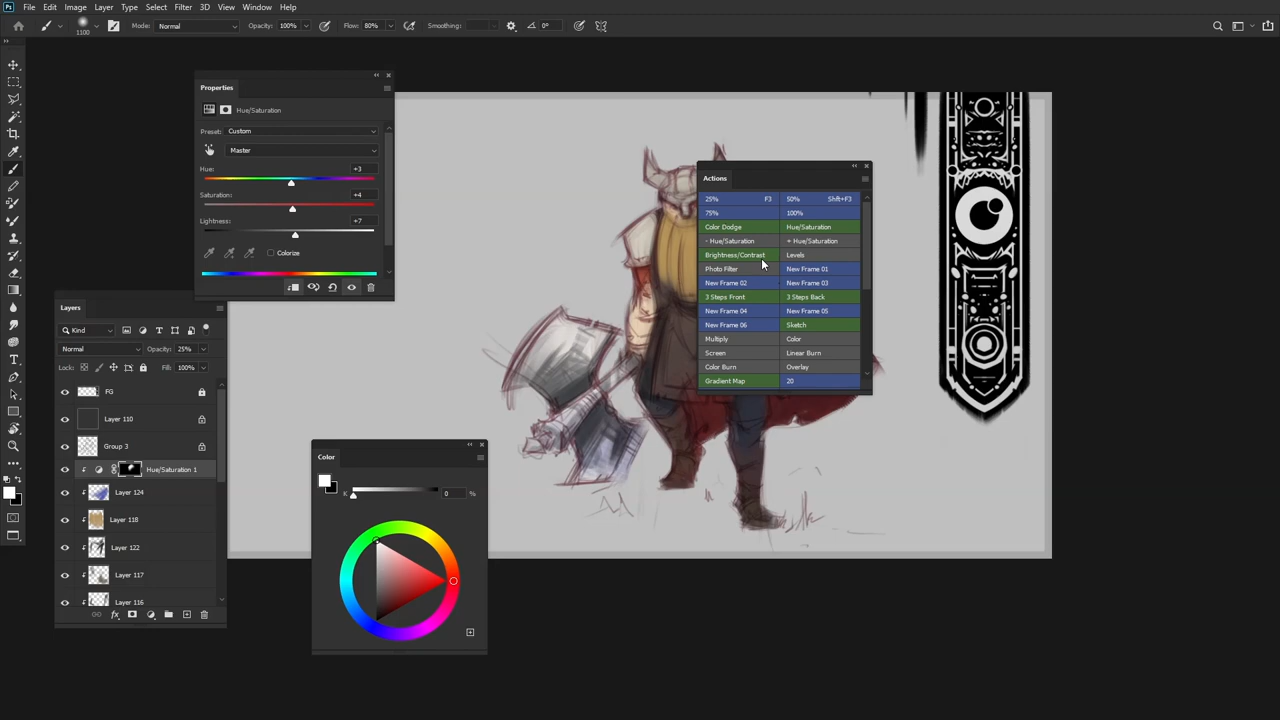 Ps File Edit Image Layer Type Select Filter 3D View Window Help
1100 Mode: Normal Opacity: 100% Flow: 80% Smoothing: 0°
Properties
Hue/Saturation
Preset: Custom
Master
Hue: +3
Saturation: +4
Lightness: +7
Colorize
Actions
25% F3 50% Shft+F3
75% 100%
Color Dodge Hue/Saturation
- Hue/Saturation + Hue/Saturation
Brightness/Contrast Levels
Photo Filter New Frame 01
New Frame 02 New Frame 03
3 Steps Front 3 Steps Back
New Frame 04 New Frame 05
New Frame 06 Sketch
Multiply Color
Screen Linear Burn
Color Burn Overlay
Gradient Map 20
Layers
Kind
Normal Opacity: 25%
Lock: Fill: 100%
FG
Layer 110
Group 3
Hue/Saturation 1
Layer 124
Layer 118
Layer 122
Layer 117
Layer 116
fx
Color
K 0 %